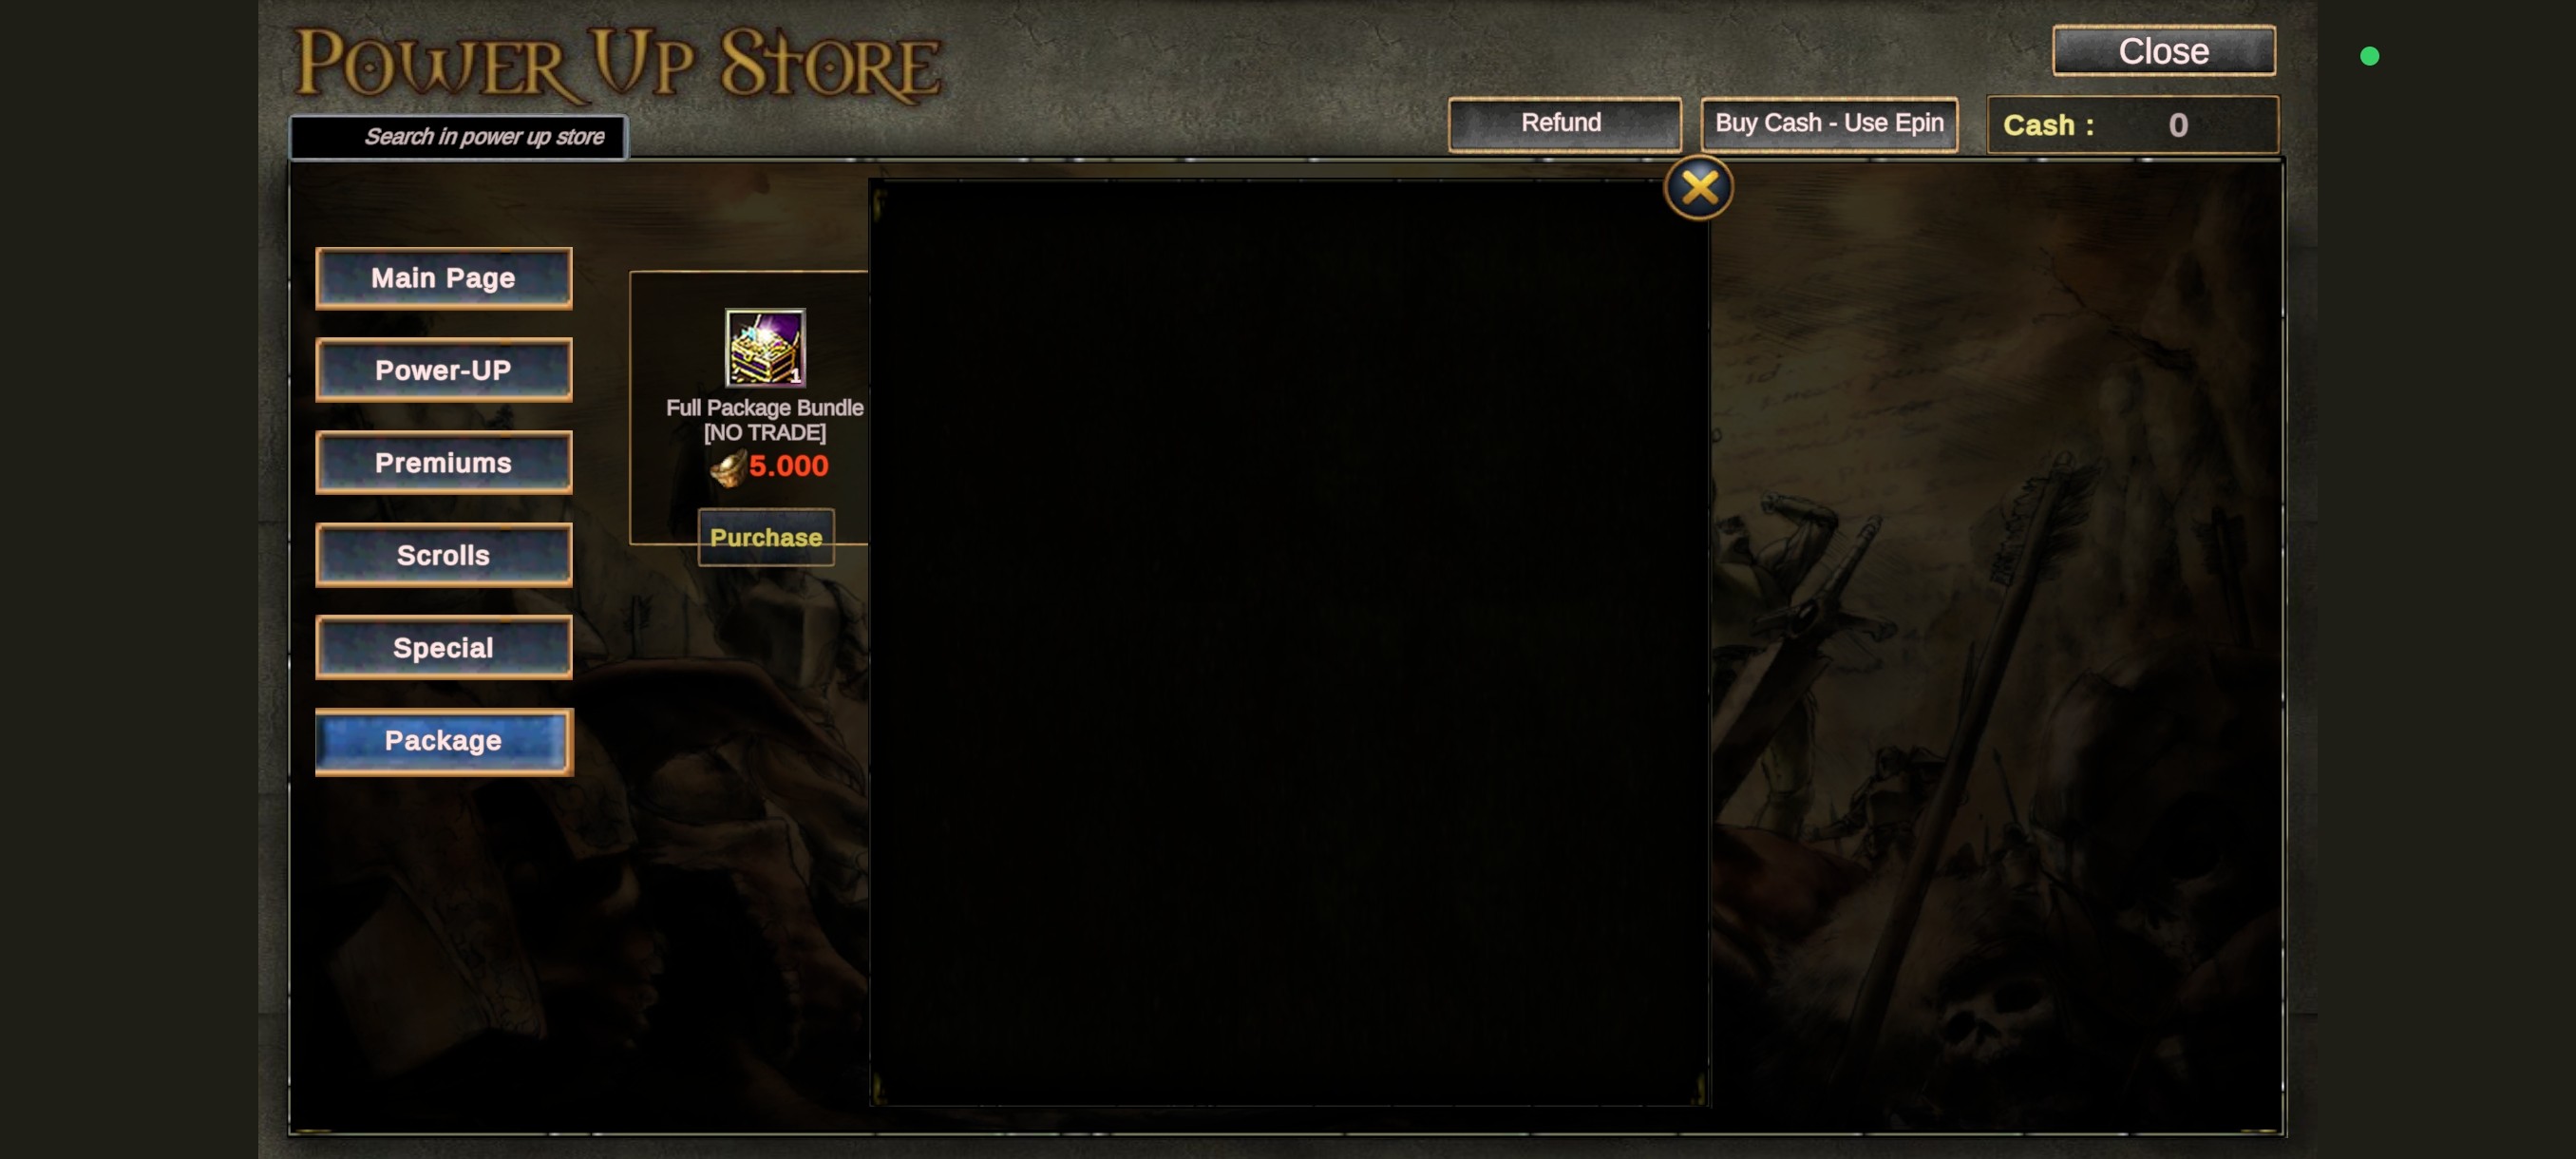 Power Up Store
Close
Search in power up store
Refund
Buy Cash - Use Epin
Cash :
0
Main Page
Power-UP
Premiums
Scrolls
Special
Package
1
Full Package Bundle
[NO TRADE]
5.000
Purchase